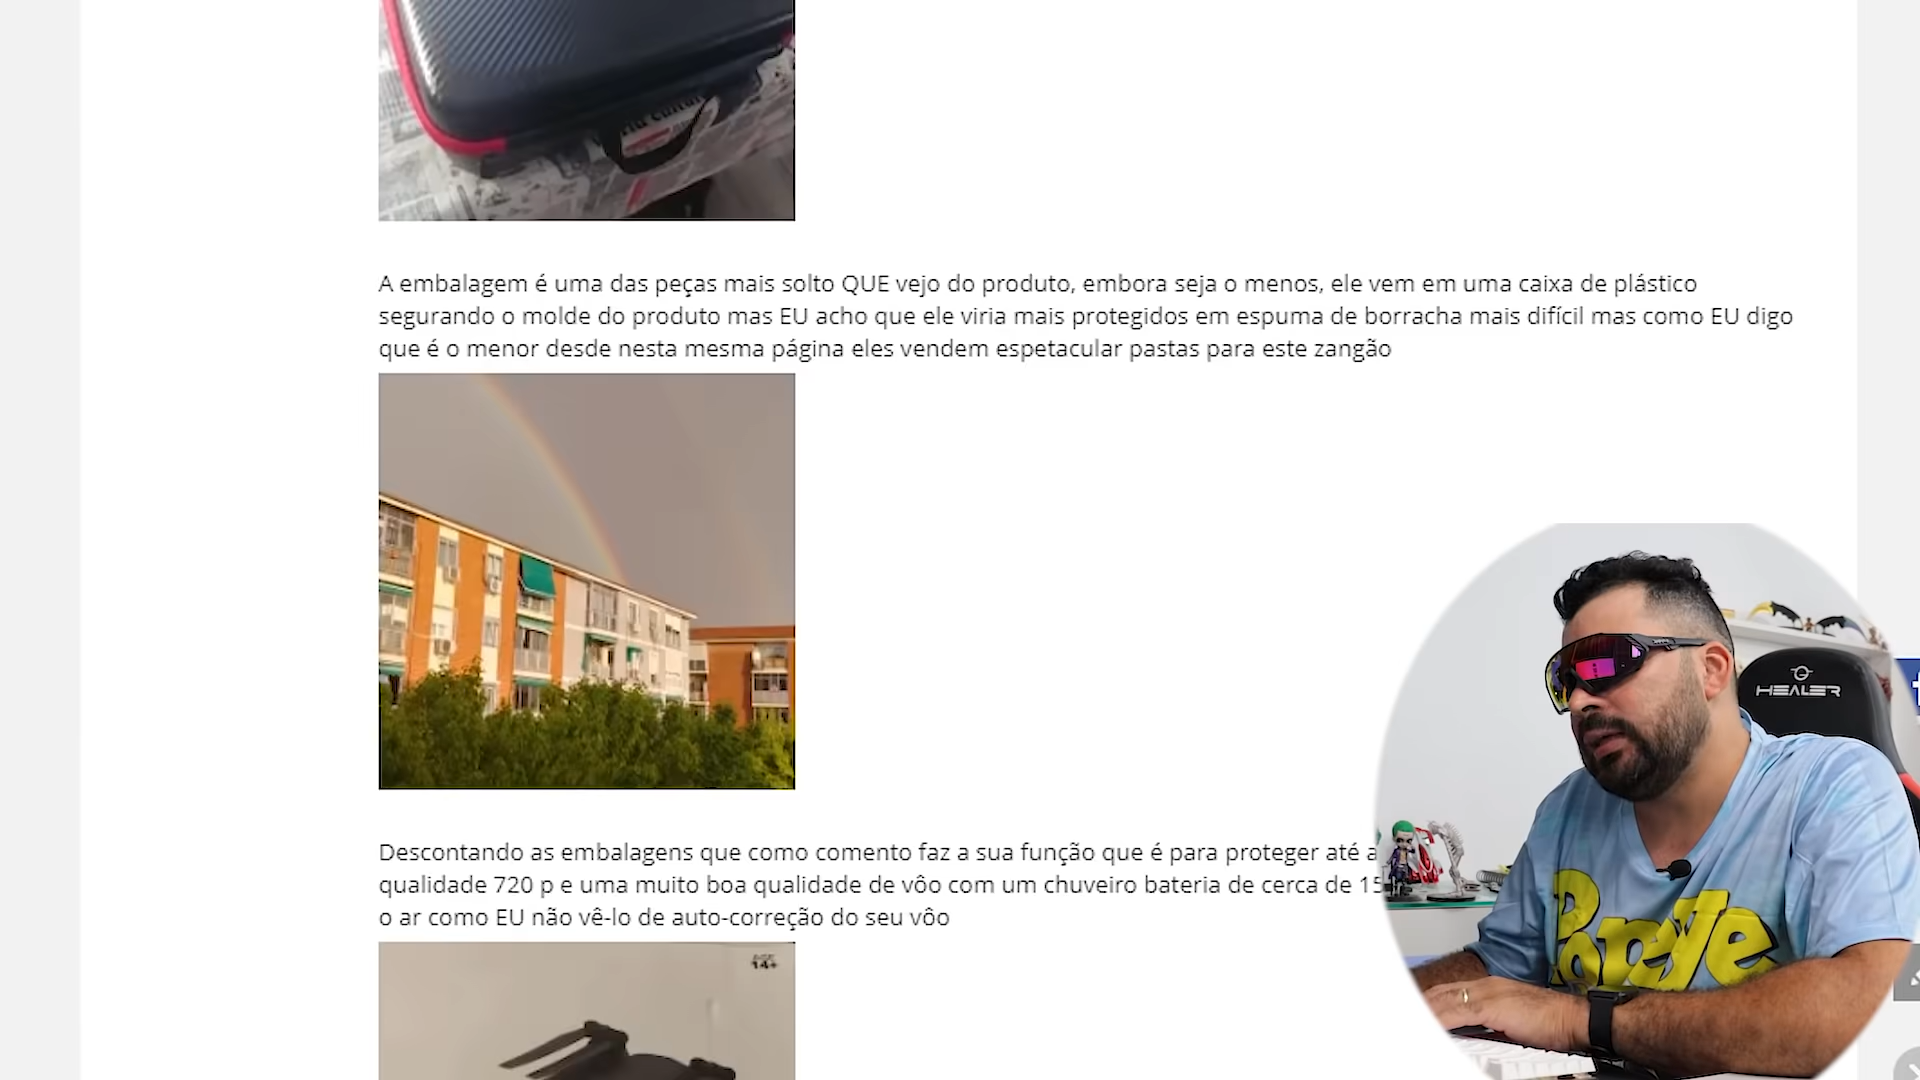 A embalagem é uma das peças mais solto QUE vejo do produto, embora seja o menos, ele vem em uma caixa de plástico
segurando o molde do produto mas EU acho que ele viria mais protegidos em espuma de borracha mais difícil mas como EU digo
que é o menor desde nesta mesma página eles vendem espetacular pastas para este zangão
HEALER
Descontando as embalagens que como comento faz a sua função que é para proteger até a
qualidade 720 p e uma muito boa qualidade de vôo com um chuveiro bateria de cerca de 15
o ar como EU não vê-lo de auto-correção do seu vôo
Popeye
14+